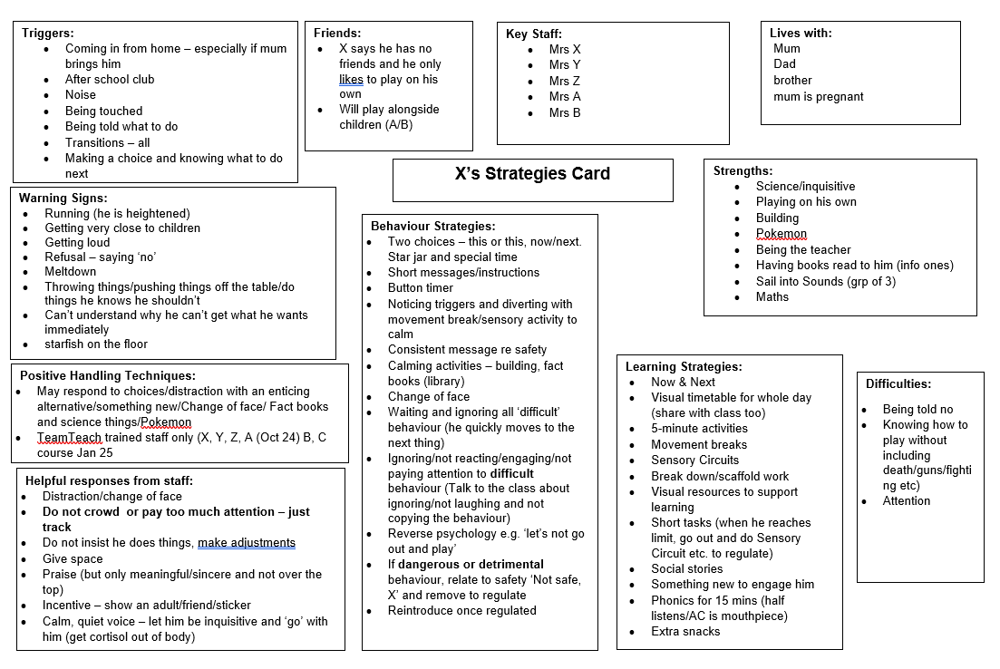 Triggers:
Coming in from home – especially if mum
brings him
After school club
Noise
Being touched
Being told what to do
Transitions – all
Making a choice and knowing what to do
next
Friends:
X says he has no
friends and he only
likes to play on his
own
Will play alongside
children (A/B)
Key Staff:
Mrs X
Mrs Y
Mrs Z
Mrs A
Mrs B
Lives with:
Mum
Dad
brother
mum is pregnant
X’s Strategies Card
Strengths:
Science/inquisitive
Playing on his own
Building
Pokemon
Being the teacher
Having books read to him (info ones)
Sail into Sounds (grp of 3)
Maths
Warning Signs:
Running (he is heightened)
Getting very close to children
Getting loud
Refusal – saying ‘no’
Meltdown
Throwing things/pushing things off the table/do
things he knows he shouldn’t
Can’t understand why he can’t get what he wants
immediately
starfish on the floor
Behaviour Strategies:
Two choices – this or this, now/next.
Star jar and special time
Short messages/instructions
Button timer
Noticing triggers and diverting with
movement break/sensory activity to
calm
Consistent message re safety
Calming activities – building, fact
books (library)
Change of face
Waiting and ignoring all ‘difficult’
behaviour (he quickly moves to the
next thing)
Ignoring/not reacting/engaging/not
paying attention to difficult
behaviour (Talk to the class about
ignoring/not laughing and not
copying the behaviour)
Reverse psychology e.g. ‘let’s not go
out and play’
If dangerous or detrimental
behaviour, relate to safety ‘Not safe,
X’ and remove to regulate
Reintroduce once regulated
Positive Handling Techniques:
May respond to choices/distraction with an enticing
alternative/something new/Change of face/ Fact books
and science things/Pokemon
TeamTeach trained staff only (X, Y, Z, A (Oct 24) B, C
course Jan 25
Helpful responses from staff:
Distraction/change of face
Do not crowd  or pay too much attention – just
track
Do not insist he does things, make adjustments
Give space
Praise (but only meaningful/sincere and not over the
top)
Incentive – show an adult/friend/sticker
Calm, quiet voice – let him be inquisitive and ‘go’ with
him (get cortisol out of body)
Learning Strategies:
Now & Next
Visual timetable for whole day
(share with class too)
5-minute activities
Movement breaks
Sensory Circuits
Break down/scaffold work
Visual resources to support
learning
Short tasks (when he reaches
limit, go out and do Sensory
Circuit etc. to regulate)
Social stories
Something new to engage him
Phonics for 15 mins (half
listens/AC is mouthpiece)
Extra snacks
Difficulties:
Being told no
Knowing how to
play without
including
death/guns/fighti
ng etc)
Attention